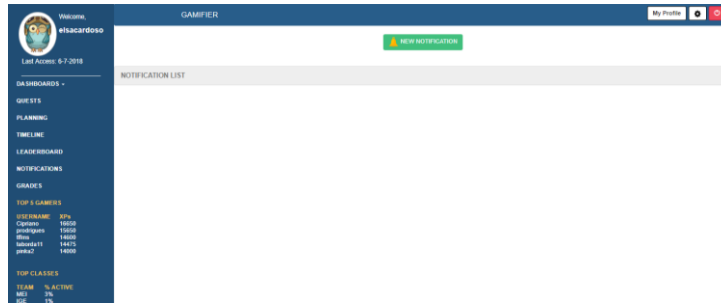 Welcome,
elsacardoso
Last Access: 6-7-2018
DASHBOARDS
QUESTS
PLANNING
TIMELINE
LEADERBOARD
NOTIFICATIONS
GRADES
TOP 5 GAMERS
USERNAME XPs
Cipriano 16650
prodrigues 15650
tflins 14600
laborda11 14475
pmka2 14000
TOP CLASSES
TEAM % ACTIVE
MEI 3%
IGE 1%
GAMIFIER
My Profile
NEW NOTIFICATION
NOTIFICATION LIST